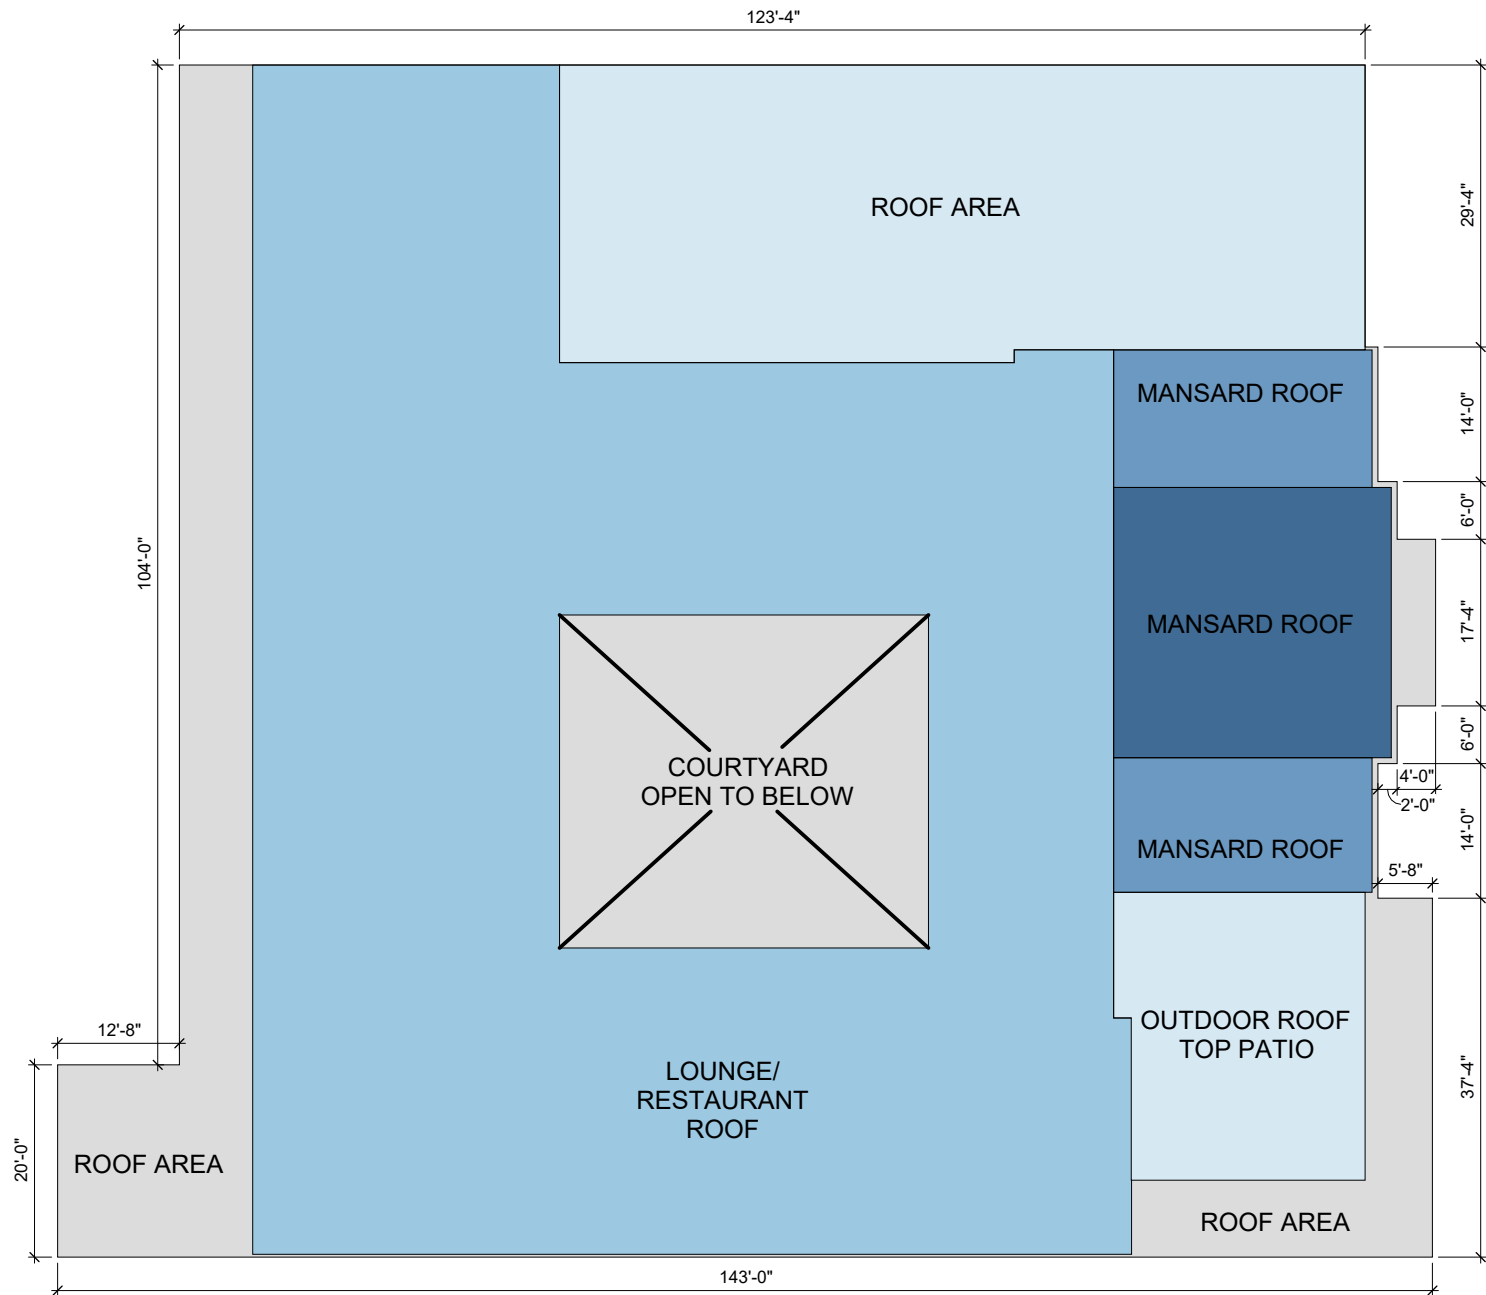 123'-4"
ROOF AREA
29'-4"
MANSARD ROOF
14'-0"
6'-0"
104'-0"
MANSARD ROOF
17'-4"
6'-0"
COURTYARD
OPEN TO BELOW
4'-0"
2'-0"
MANSARD ROOF
14'-0"
5'-8"
12'-8"
OUTDOOR ROOF
TOP PATIO
LOUNGE/
RESTAURANT
ROOF
37'-4"
20'-0"
ROOF AREA
ROOF AREA
143'-0"